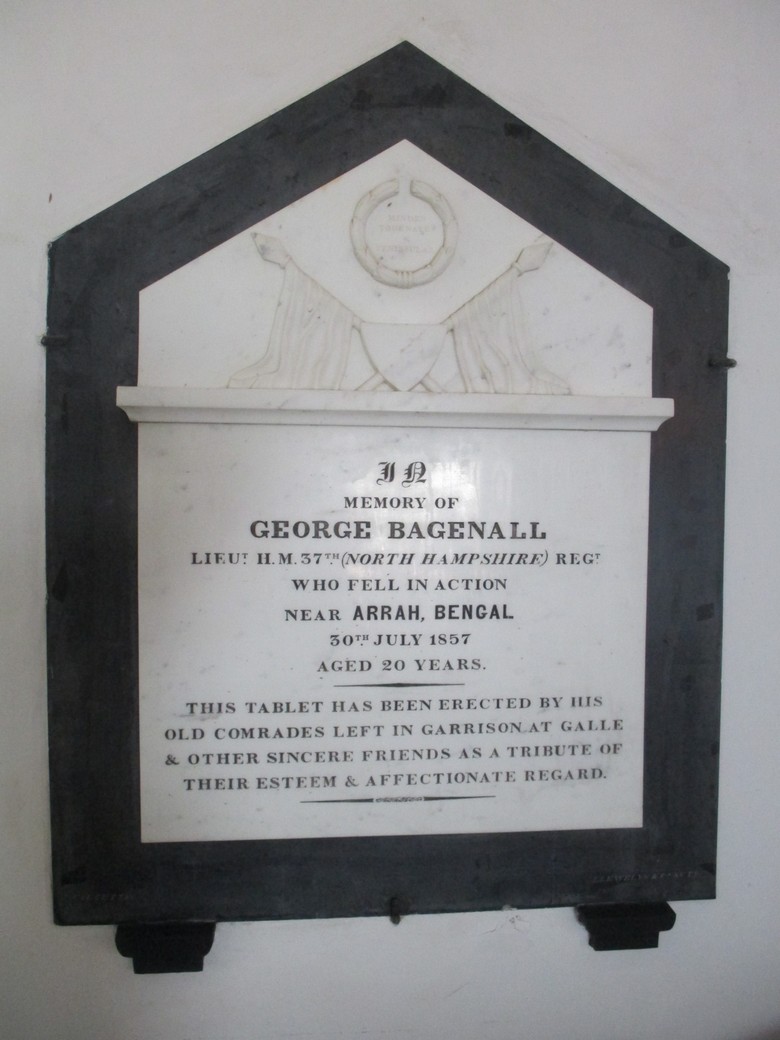 IN
MEMORY OF
GEORGE BAGENALL
LIEUT H.M. 37TH (NORTH HAMPSHIRE) REGT
WHO FELL IN ACTION
NEAR ARRAH, BENGAL
30TH JULY 1857
AGED 20 YEARS.
THIS TABLET HAS BEEN ERECTED BY HIS
OLD COMRADES LEFT IN GARRISON AT GALLE
& OTHER SINCERE FRIENDS AS A TRIBUTE OF
THEIR ESTEEM & AFFECTIONATE REGARD.